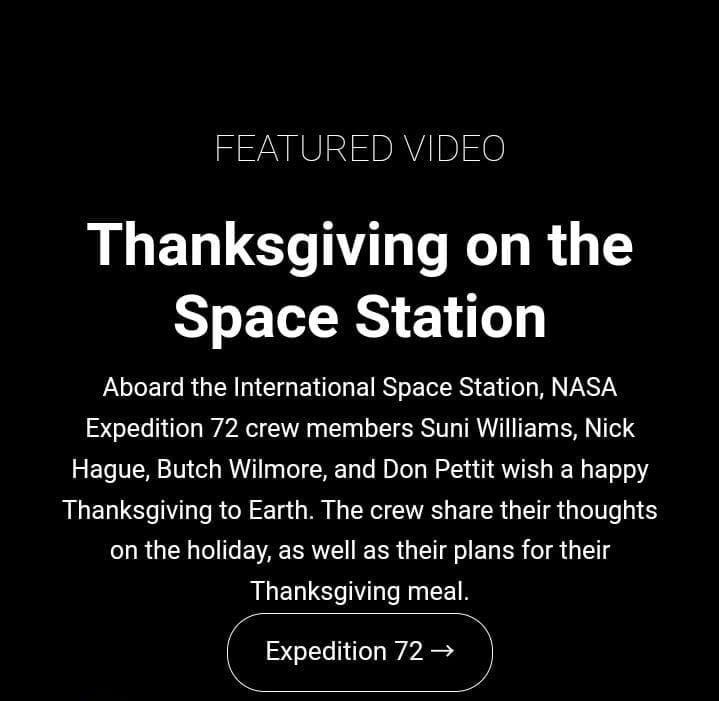 FEATURED VIDEO
Thanksgiving on the
Space Station
Aboard the International Space Station, NASA
Expedition 72 crew members Suni Williams, Nick
Hague, Butch Wilmore, and Don Pettit wish a happy
Thanksgiving to Earth. The crew share their thoughts
on the holiday, as well as their plans for their
Thanksgiving meal.
Expedition 72 →